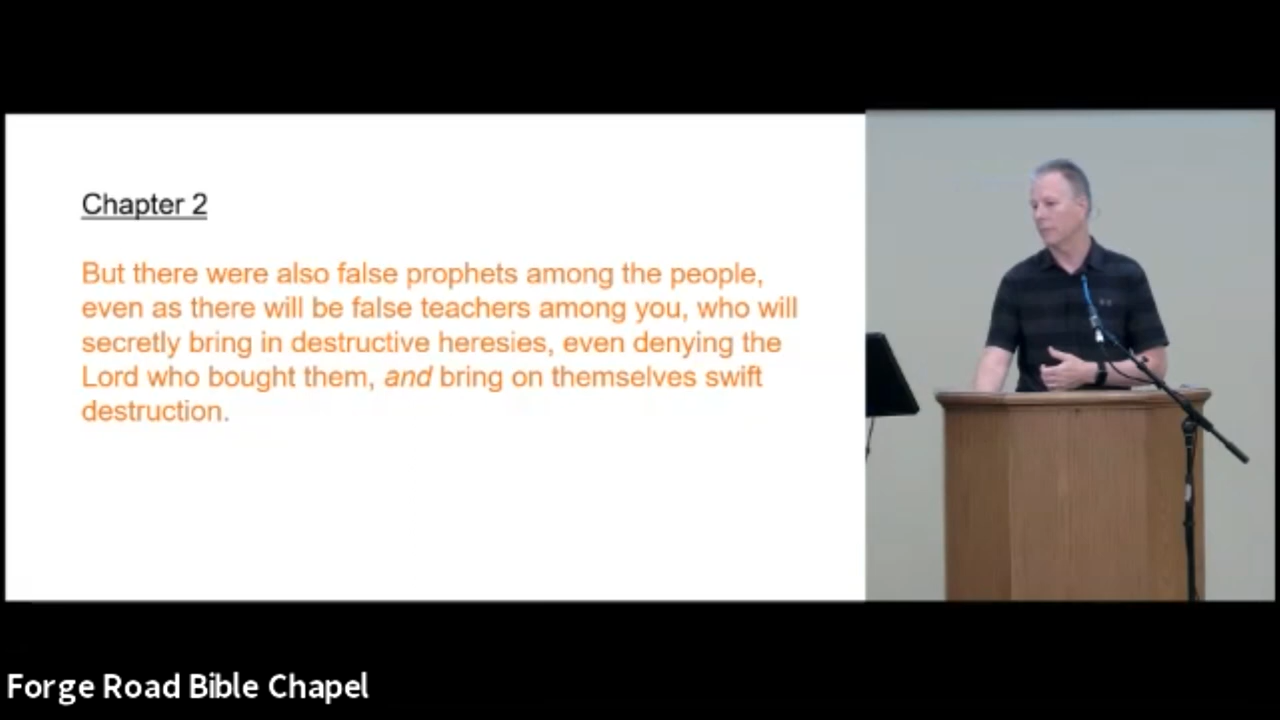 Chapter 2
But there were also false prophets among the people,
even as there will be false teachers among you, who will
secretly bring in destructive heresies, even denying the
Lord who bought them, and bring on themselves swift
destruction.
Forge Road Bible Chapel